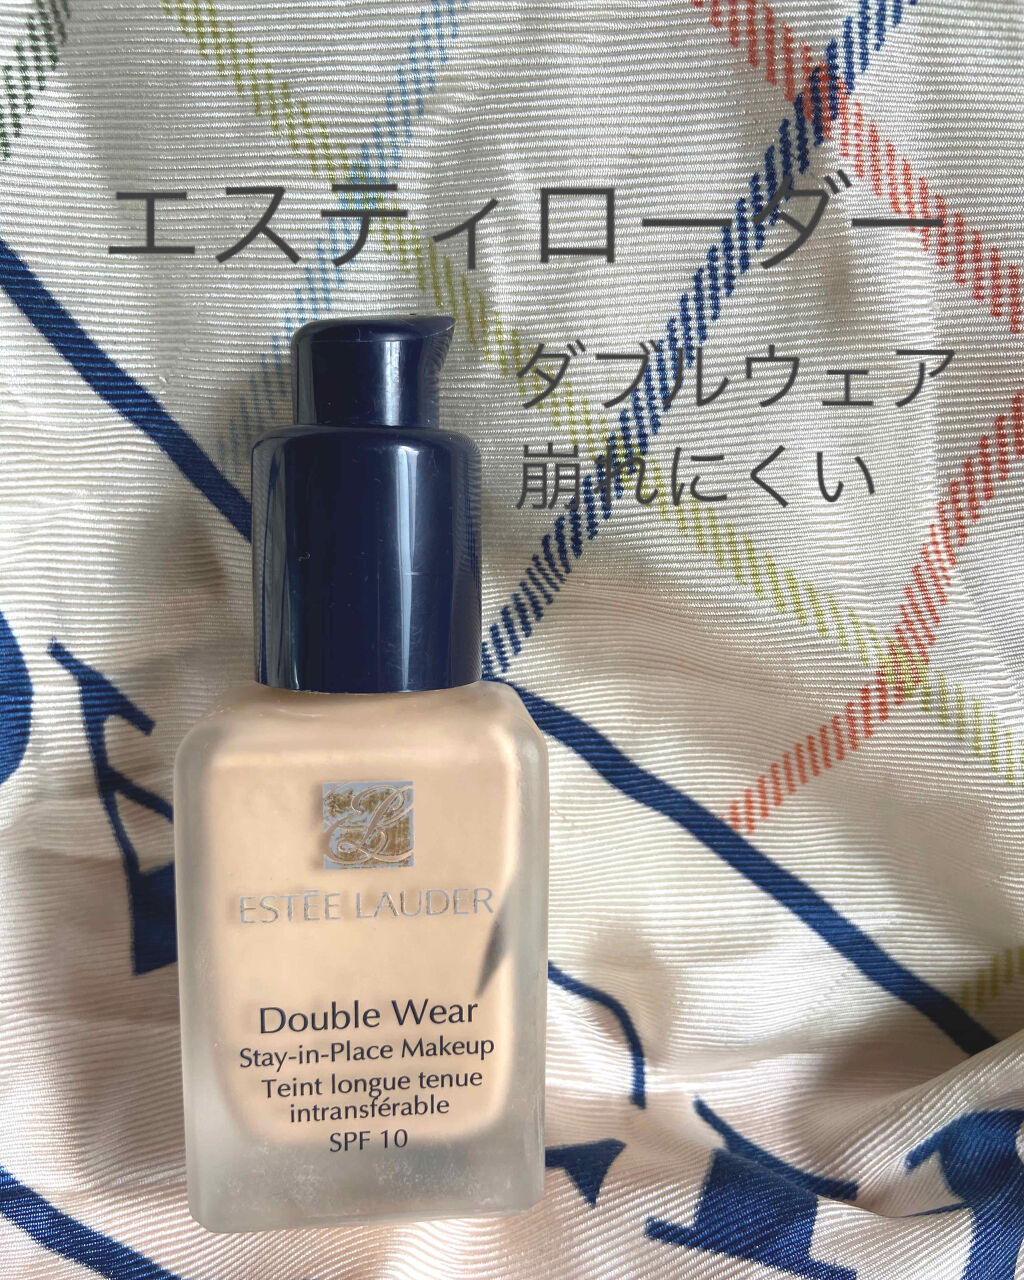 エスティローダー
ダブルウェア
崩れにくい
ESTĒE LAUDER
Double Wear
Stay-in-Place Makeup
Teint longue tenue
intransférable
SPF 10